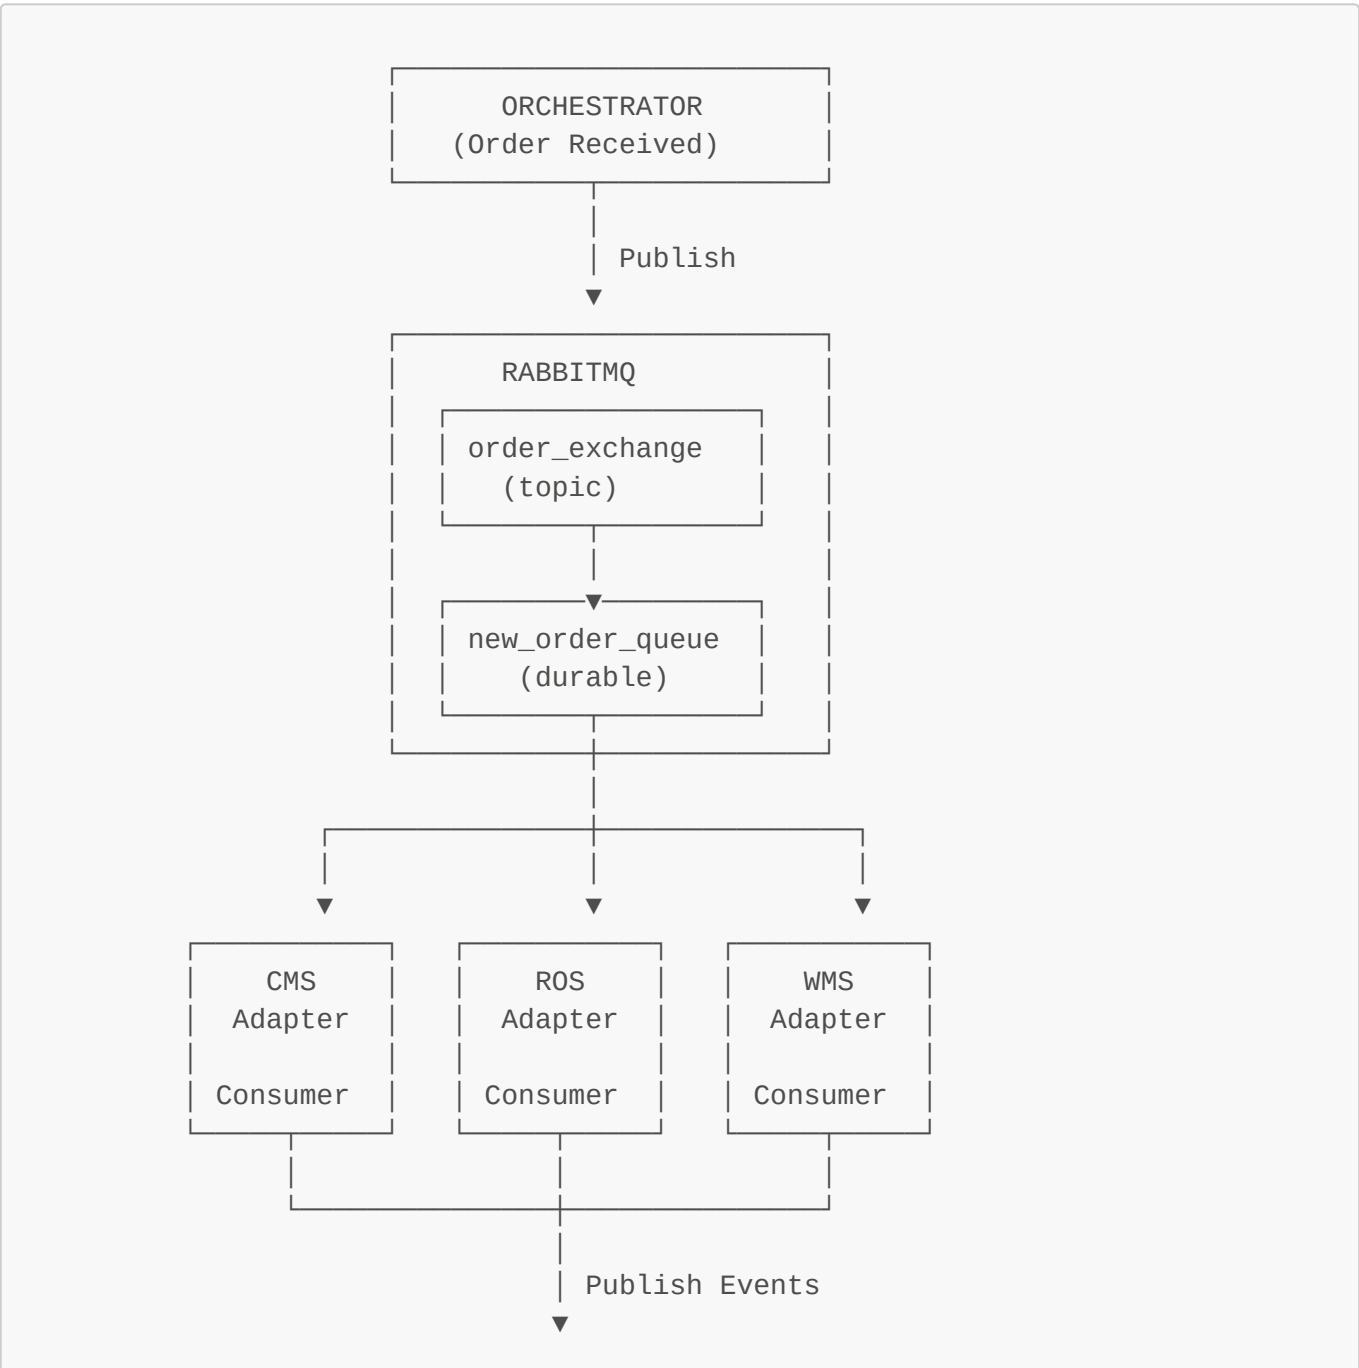 ORCHESTRATOR
(Order Received)
Publish
RABBITMQ
order_exchange
(topic)
new_order_queue
(durable)
CMS ROS WMS
Adapter Adapter Adapter
Consumer Consumer Consumer
Publish Events